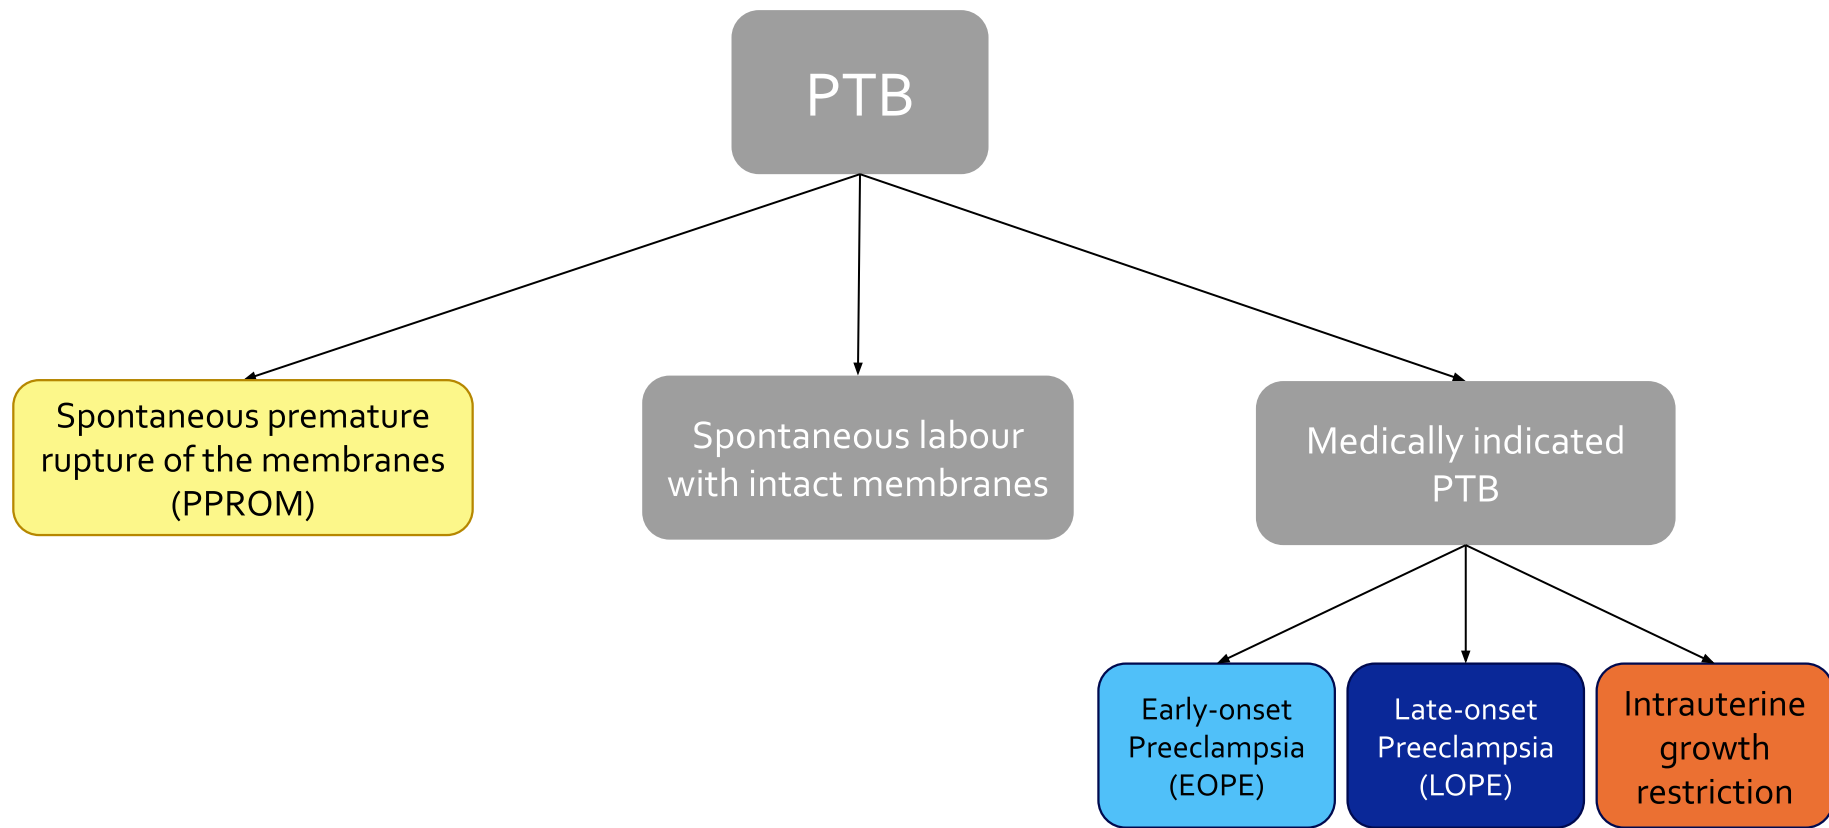 PTB
Spontaneous premature
rupture of the membranes
(PPROM)
Spontaneous labour
with intact membranes
Medically indicated
PTB
Early-onset
Preeclampsia
(EOPE)
Late-onset
Preeclampsia
(LOPE)
Intrauterine
growth
restriction